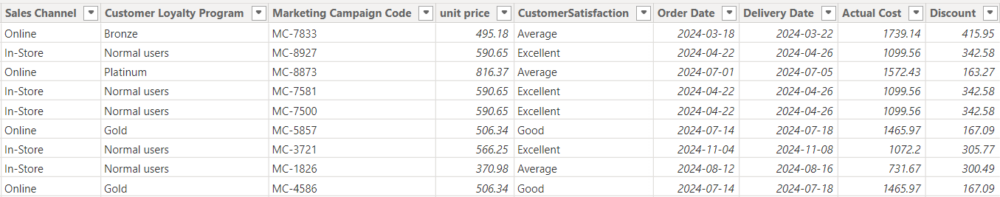 Sales Channel Customer Loyalty Program Marketing Campaign Code unit price CustomerSatisfaction Order Date Delivery Date Actual Cost Discount
Online Bronze MC-7833 495.18 Average 2024-03-18 2024-03-22 1739.14 415.95
In-Store Normal users MC-8927 590.65 Excellent 2024-04-22 2024-04-26 1099.56 342.58
Online Platinum MC-8873 816.37 Average 2024-07-01 2024-07-05 1572.43 163.27
In-Store Normal users MC-7581 590.65 Excellent 2024-04-22 2024-04-26 1099.56 342.58
In-Store Normal users MC-7500 590.65 Excellent 2024-04-22 2024-04-26 1099.56 342.58
Online Gold MC-5857 506.34 Good 2024-07-14 2024-07-18 1465.97 167.09
In-Store Normal users MC-3721 566.25 Excellent 2024-11-04 2024-11-08 1072.2 305.77
In-Store Normal users MC-1826 370.98 Average 2024-08-12 2024-08-16 731.67 300.49
Online Gold MC-4586 506.34 Good 2024-07-14 2024-07-18 1465.97 167.09